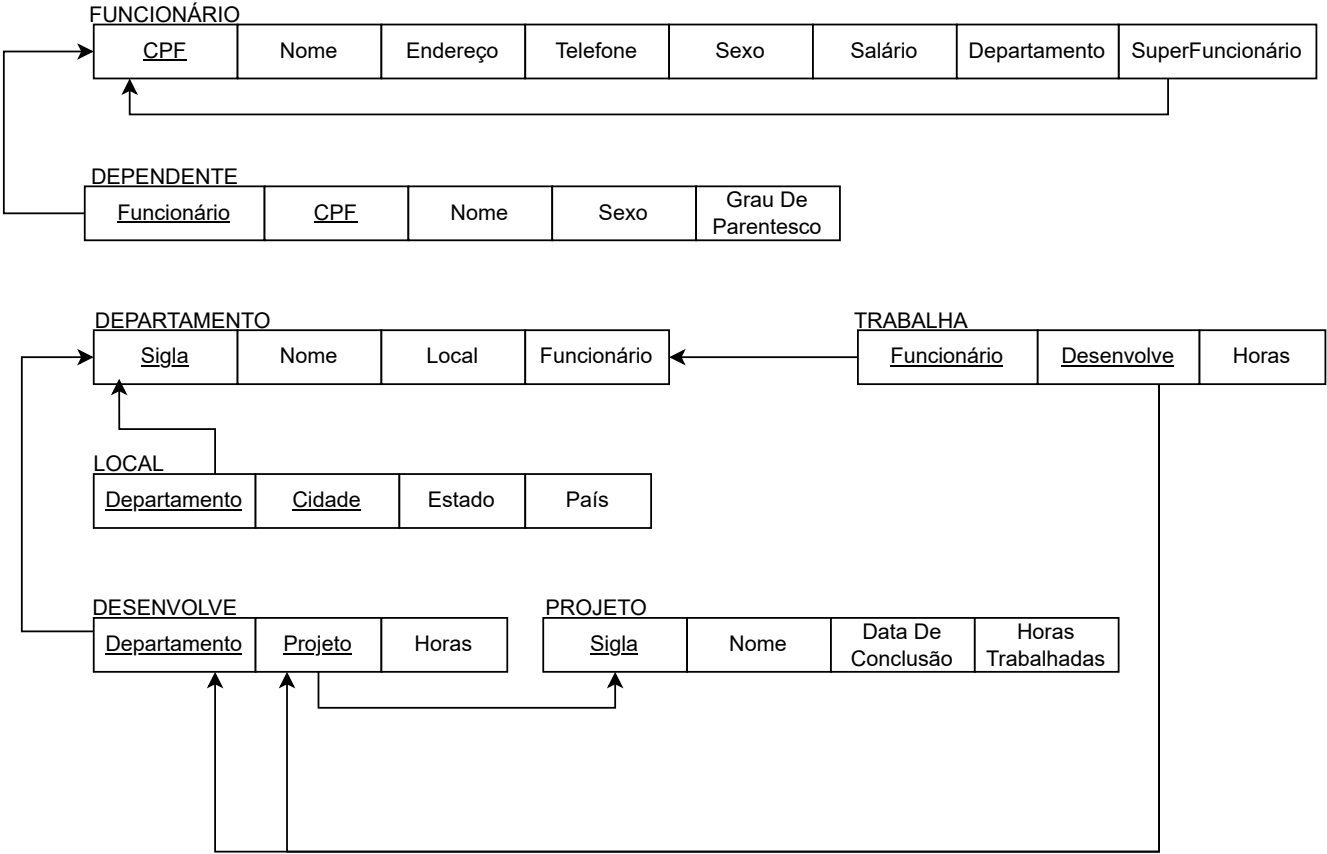 FUNCIONÁRIO
CPF Nome Endereço Telefone Sexo Salário Departamento SuperFuncionário
DEPENDENTE
Funcionário CPF Nome Sexo Grau De
Parentesco
DEPARTAMENTO
Sigla Nome Local Funcionário
TRABALHA
Funcionário Desenvolve Horas
LOCAL
Departamento Cidade Estado País
DESENVOLVE
Departamento Projeto Horas
PROJETO
Sigla Nome Data De Horas
Conclusão Trabalhadas